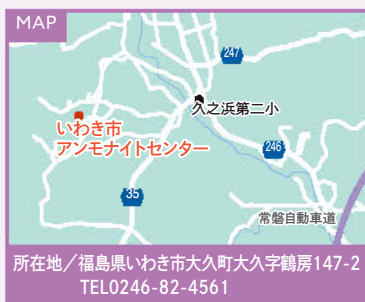 MAP
247
久之浜第二小
いわき市
アンモナイトセンター
246
35
常磐自動車道
所在地／福島県いわき市大久町大久字鶴房147-2
TEL0246-82-4561